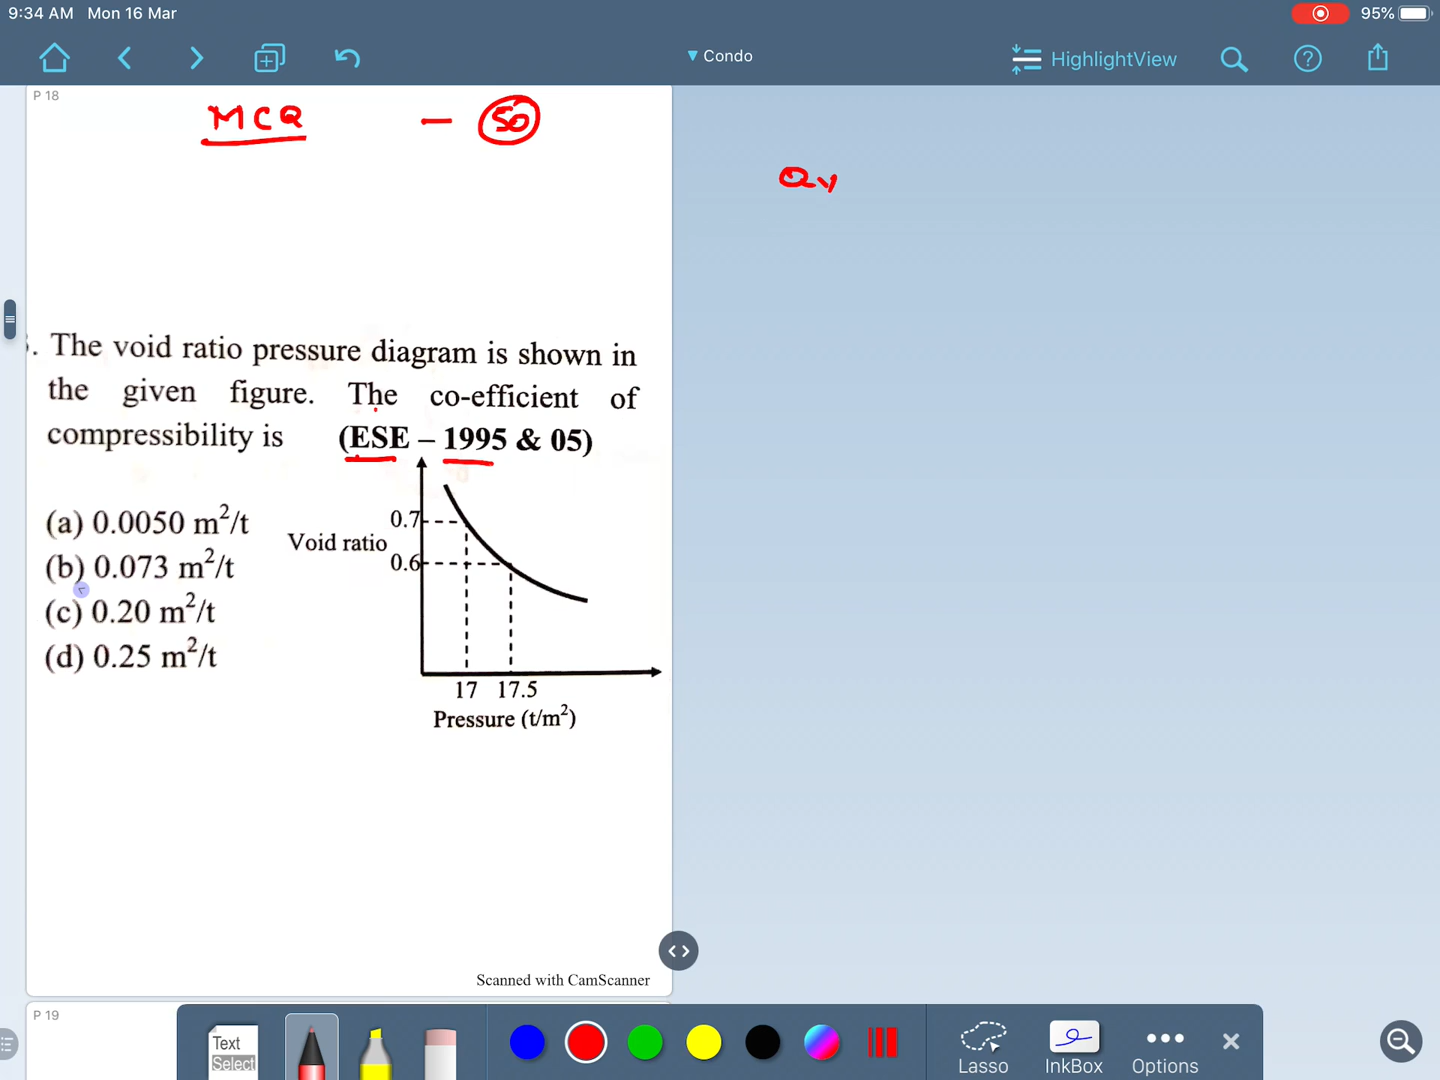 9:34 AM Mon 16 Mar
95%
▼ Condo
HighlightView
P 18
MCQ — 50
. The void ratio pressure diagram is shown in
the given figure. The co-efficient of
compressibility is (ESE – 1995 & 05)
(a) 0.0050 m²/t
(b) 0.073 m²/t
(c) 0.20 m²/t
(d) 0.25 m²/t
Void ratio
0.7
0.6
17 17.5
Pressure (t/m²)
Scanned with CamScanner
P 19
Text
Select
Lasso
InkBox
Options